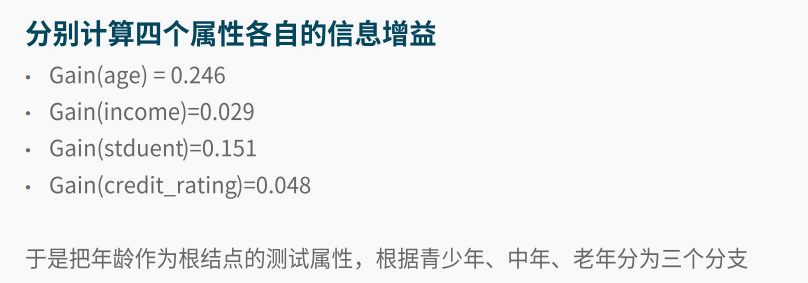 分别计算四个属性各自的信息增益
• Gain(age) = 0.246
• Gain(income)=0.029
• Gain(stduent)=0.151
• Gain(credit_rating)=0.048
于是把年龄作为根结点的测试属性，根据青少年、中年、老年分为三个分支